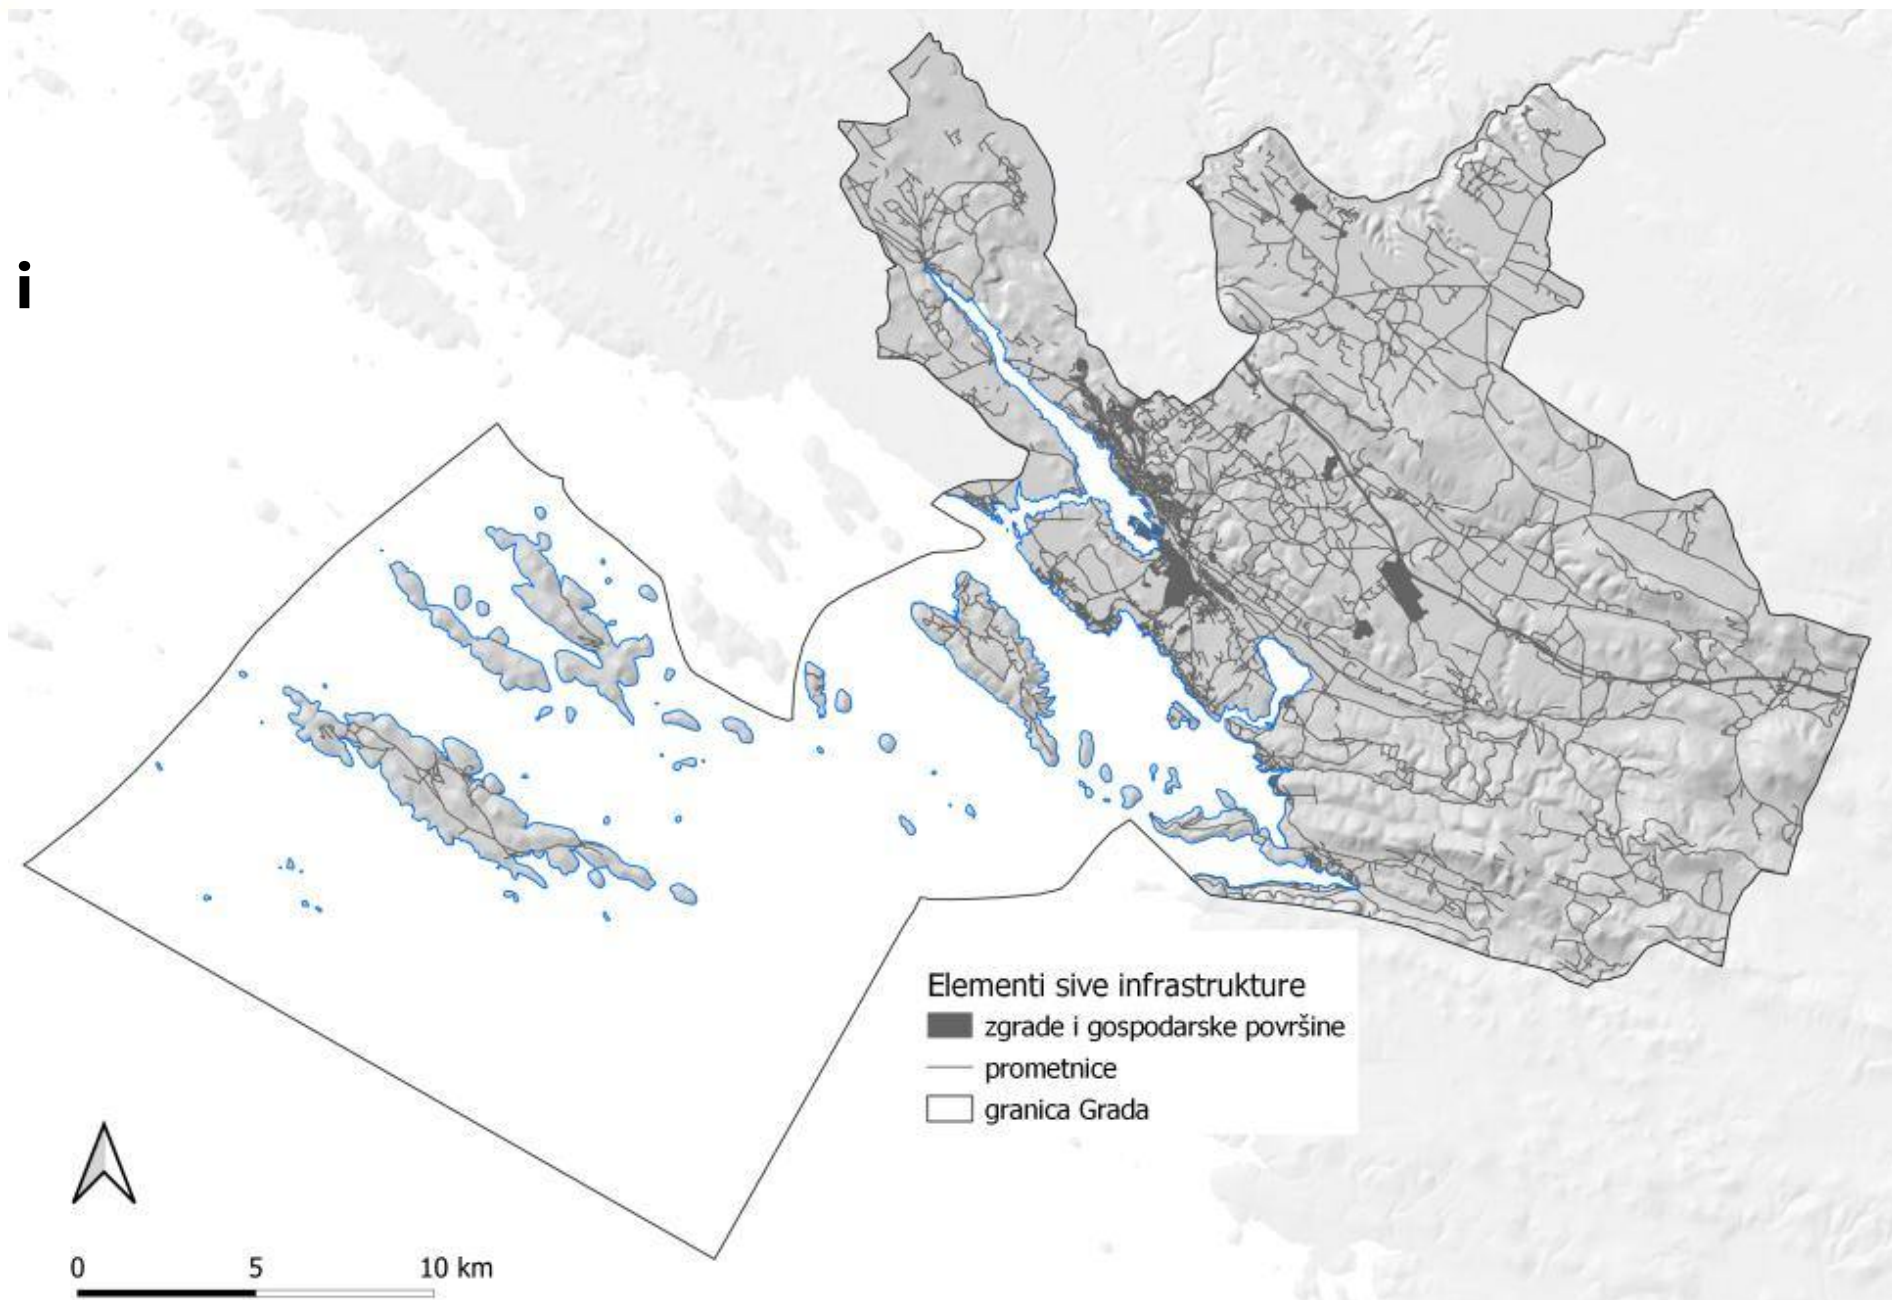 i
Elementi sive infrastrukture
zgrade i gospodarske površine
prometnice
granica Grada
0 5 10 km